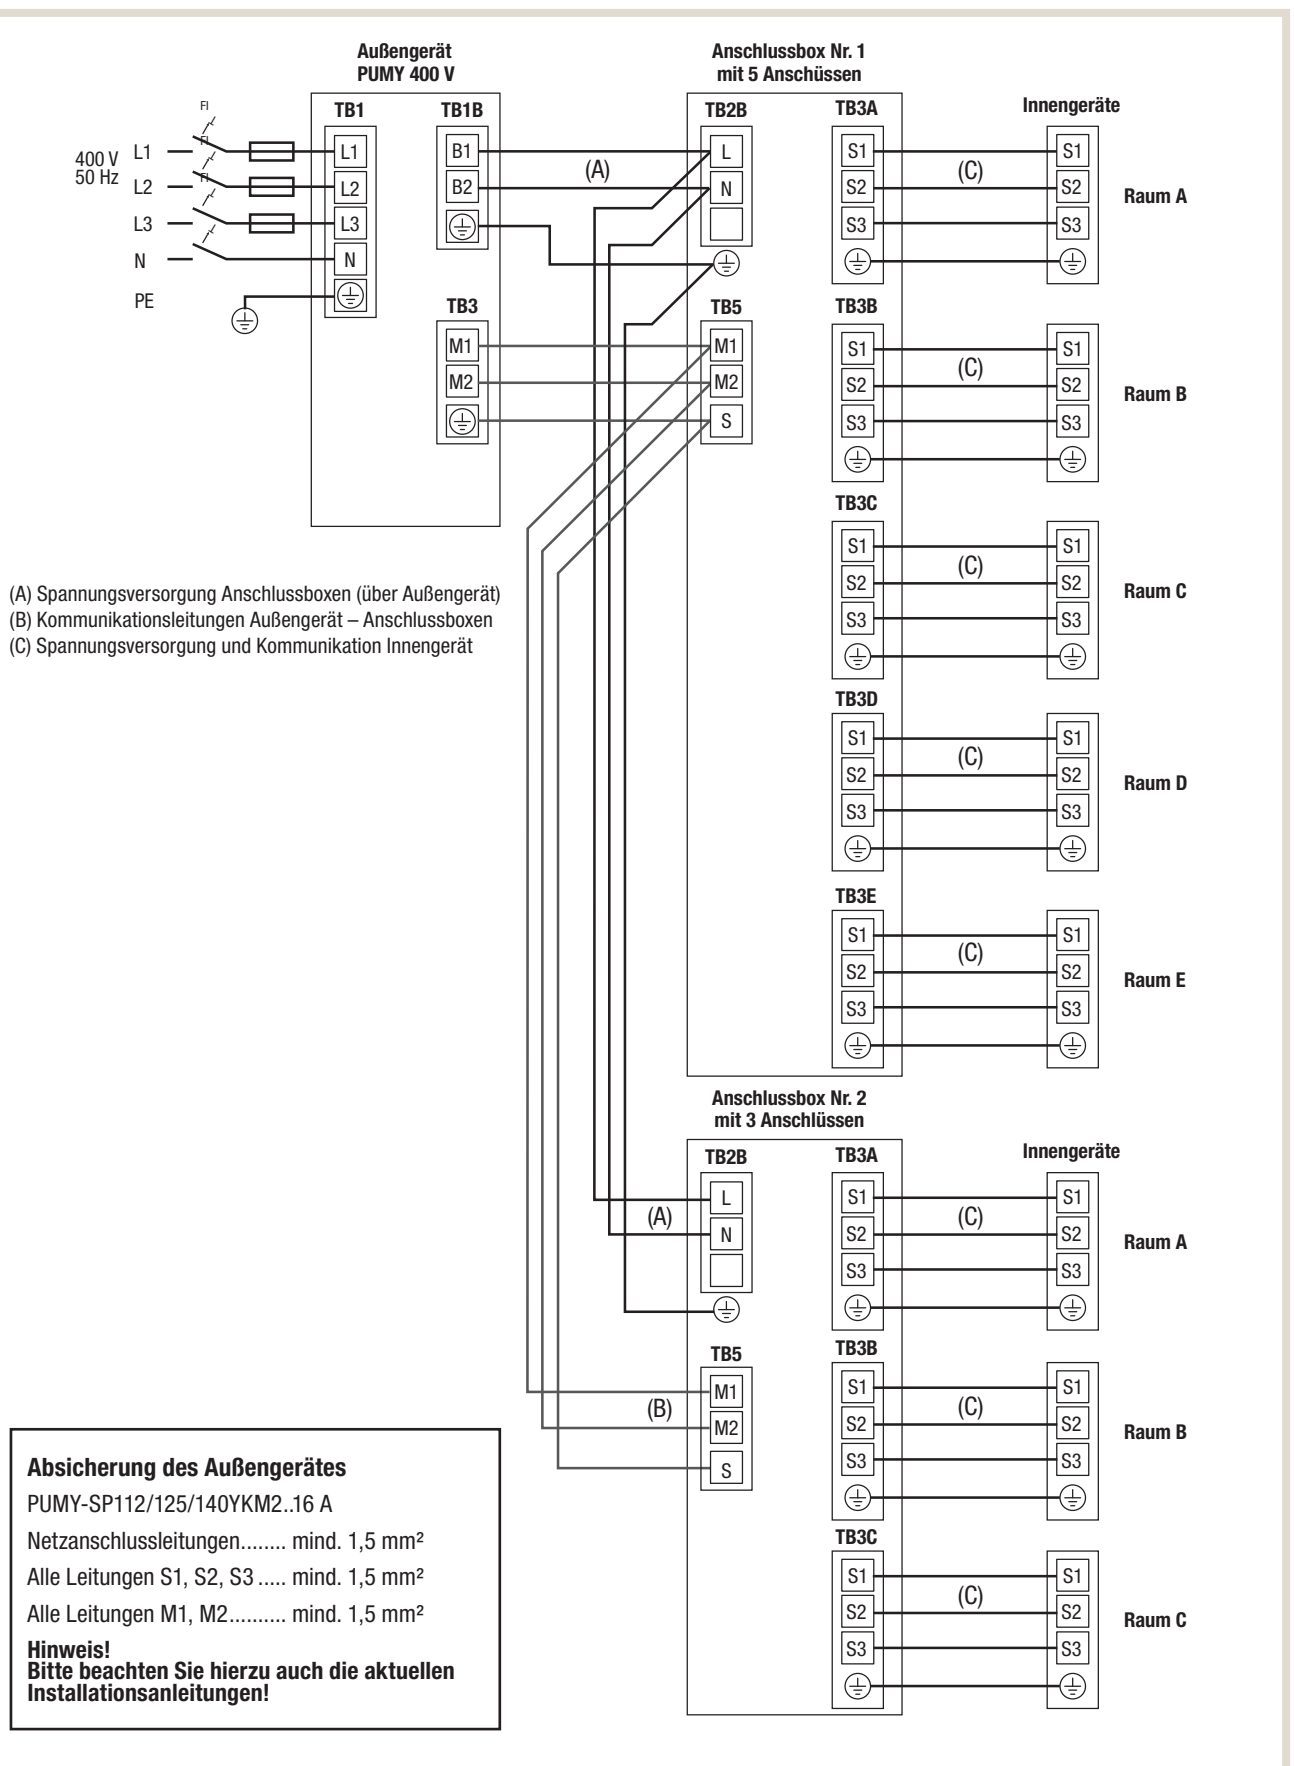 Außengerät
PUMY 400 V
Anschlussbox Nr. 1
mit 5 Anschüssen
TB1
TB1B
TB2B
TB3A
Innengeräte
FI
FI
FI
400 V
50 Hz
L1
L2
L3
N
PE
L1
L2
L3
N
B1
B2
(A)
L
N
S1
S2
S3
(C)
S1
S2
S3
Raum A
TB3
M1
M2
TB5
M1
M2
S
TB3B
S1
S2
S3
(C)
S1
S2
S3
Raum B
TB3C
S1
S2
S3
(C)
S1
S2
S3
Raum C
(A) Spannungsversorgung Anschlussboxen (über Außengerät)
(B) Kommunikationsleitungen Außengerät – Anschlussboxen
(C) Spannungsversorgung und Kommunikation Innengerät
TB3D
S1
S2
S3
(C)
S1
S2
S3
Raum D
TB3E
S1
S2
S3
(C)
S1
S2
S3
Raum E
Anschlussbox Nr. 2
mit 3 Anschlüssen
TB2B
TB3A
Innengeräte
(A)
L
N
S1
S2
S3
(C)
S1
S2
S3
Raum A
TB5
(B)
M1
M2
S
TB3B
S1
S2
S3
(C)
S1
S2
S3
Raum B
TB3C
S1
S2
S3
(C)
S1
S2
S3
Raum C
Absicherung des Außengerätes
PUMY-SP112/125/140YKM2..16 A
Netzanschlussleitungen........ mind. 1,5 mm²
Alle Leitungen S1, S2, S3 ..... mind. 1,5 mm²
Alle Leitungen M1, M2.......... mind. 1,5 mm²
Hinweis!
Bitte beachten Sie hierzu auch die aktuellen
Installationsanleitungen!